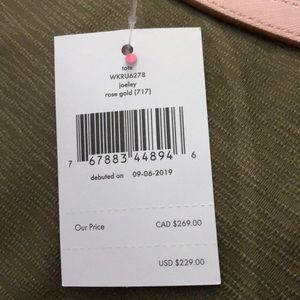 tote
WKRU6278
joeley
rose gold (717)
7 67883 44894 6
debuted on 09-06-2019
Our Price CAD $269.00
USD $229.00